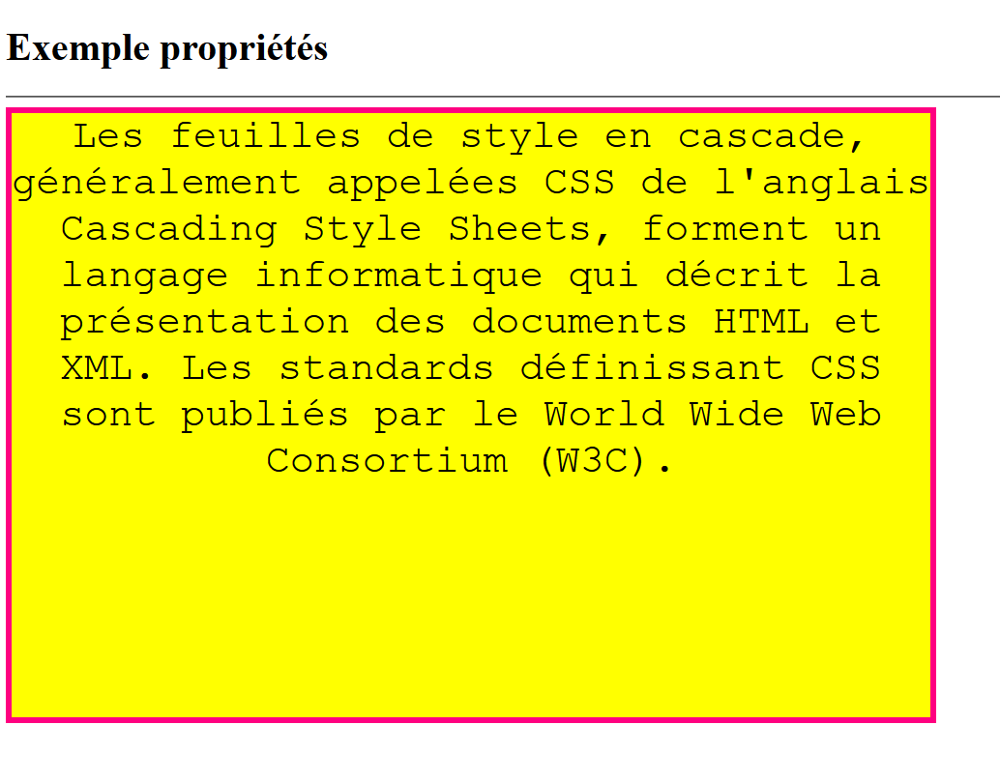 Exemple propriétés
Les feuilles de style en cascade,
généralement appelées CSS de l'anglais
Cascading Style Sheets, forment un
langage informatique qui décrit la
présentation des documents HTML et
XML. Les standards définissant CSS
sont publiés par le World Wide Web
Consortium (W3C).